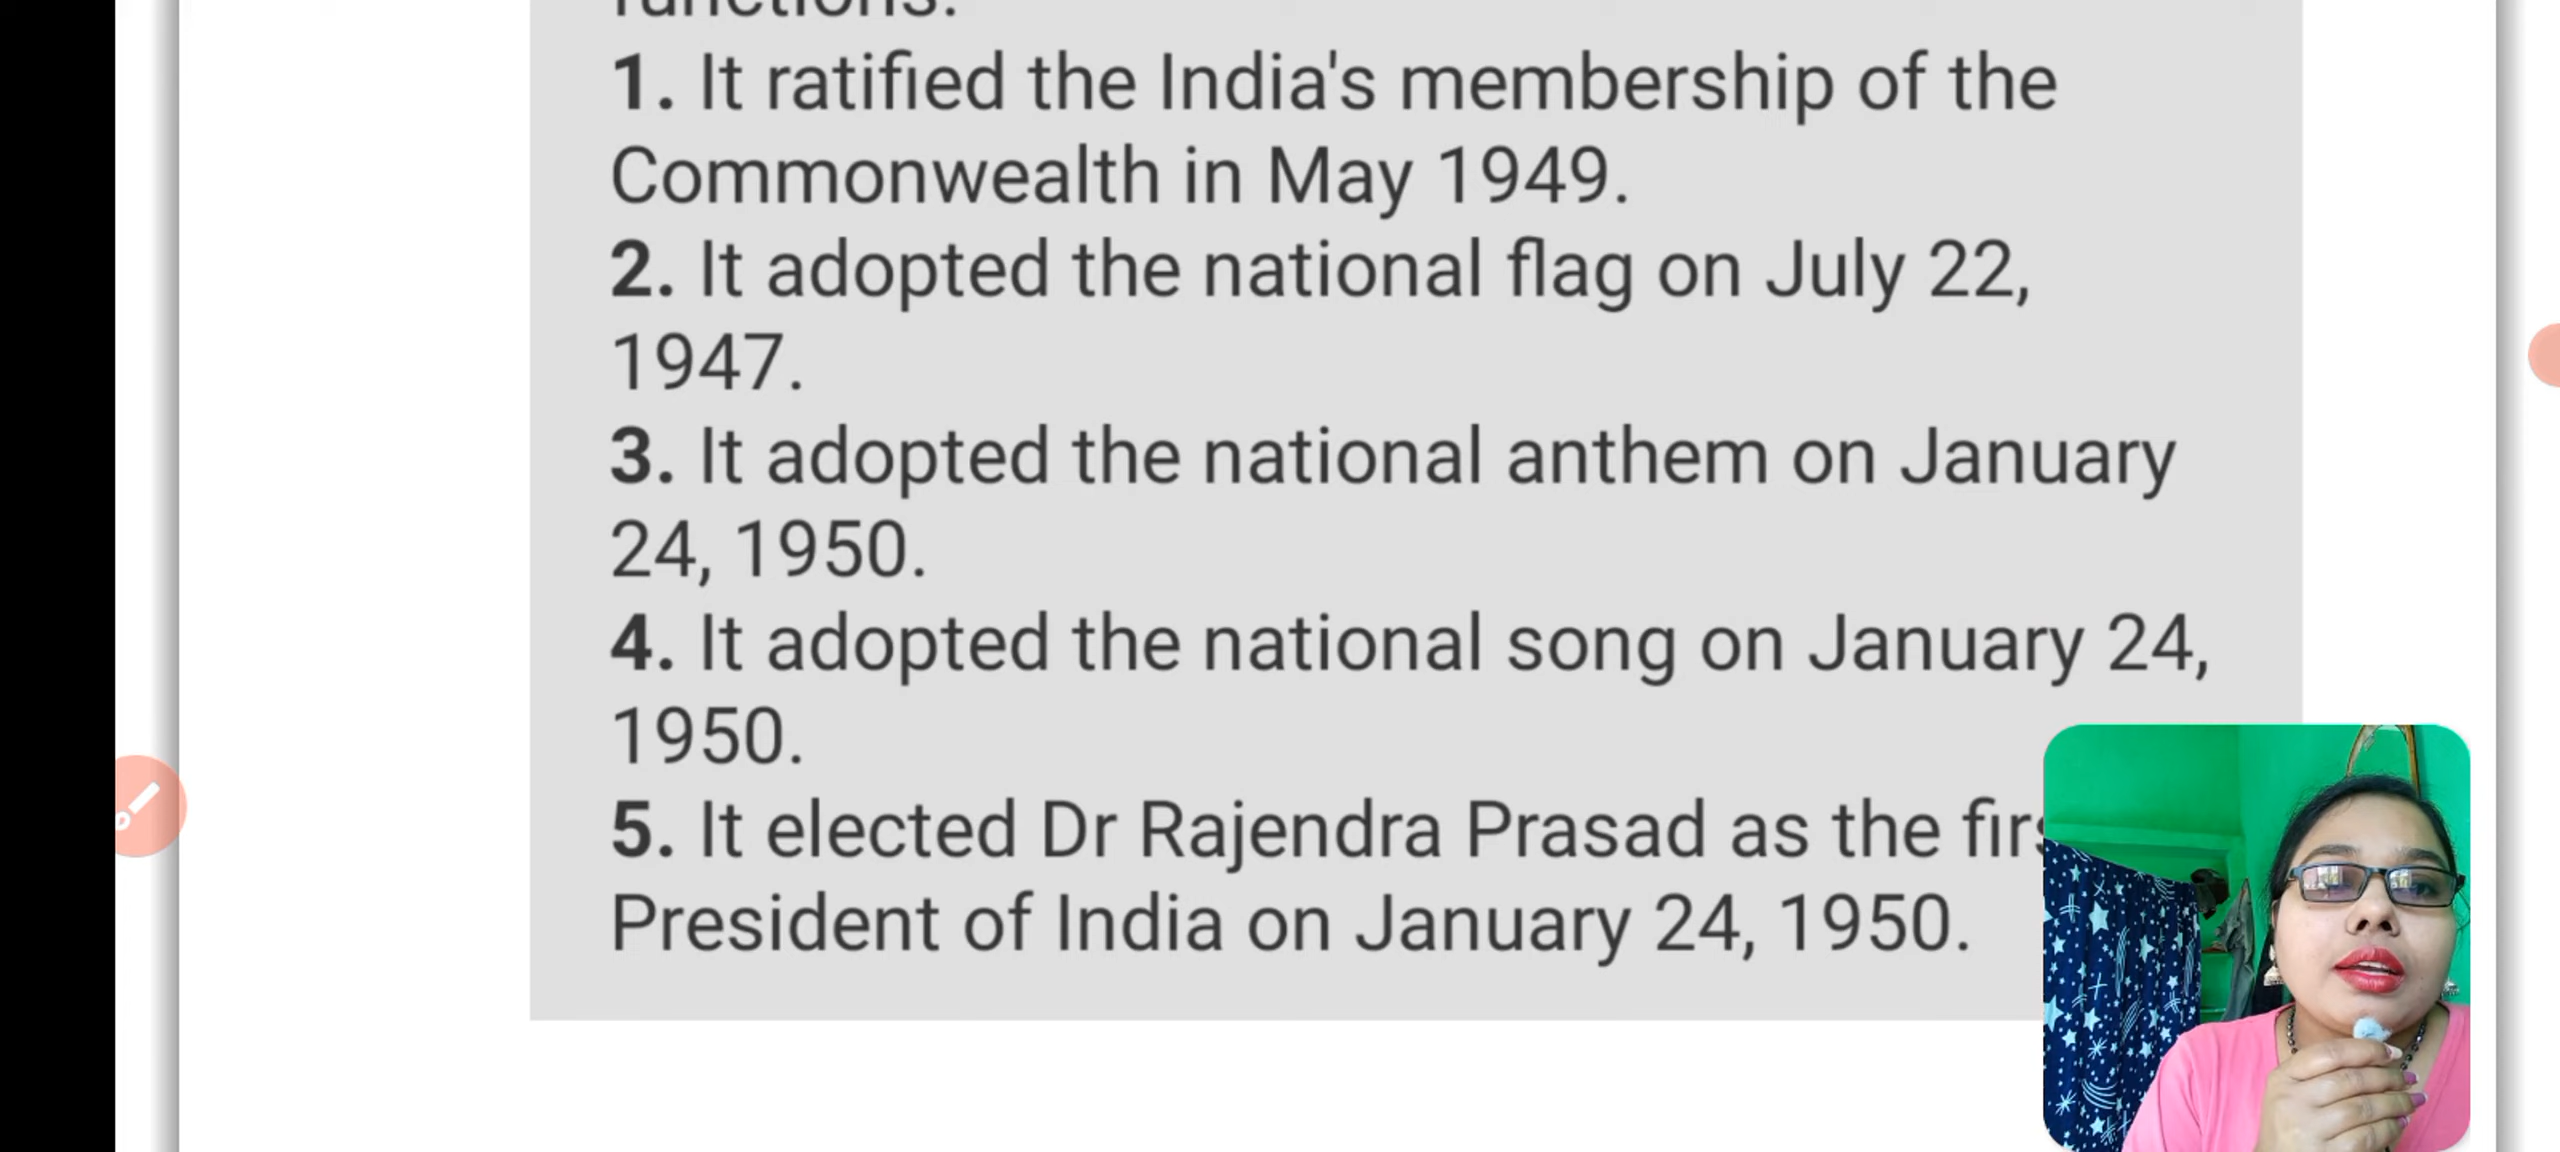 functions:
1. It ratified the India's membership of the
Commonwealth in May 1949.
2. It adopted the national flag on July 22,
1947.
3. It adopted the national anthem on January
24, 1950.
4. It adopted the national song on January 24,
1950.
5. It elected Dr Rajendra Prasad as the firs
President of India on January 24, 1950.